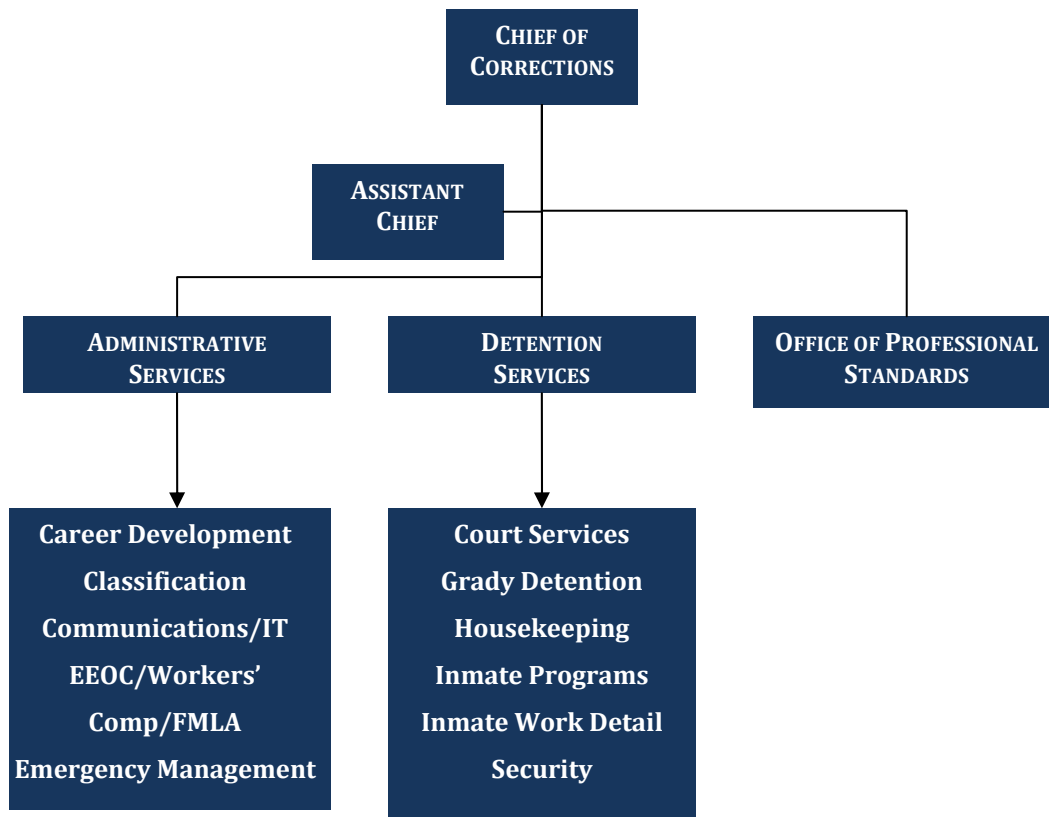 CHIEF OF
CORRECTIONS
ASSISTANT
CHIEF
ADMINISTRATIVE
SERVICES
DETENTION
SERVICES
OFFICE OF PROFESSIONAL
STANDARDS
Career Development
Classification
Communications/IT
EEOC/Workers’
Comp/FMLA
Emergency Management
Court Services
Grady Detention
Housekeeping
Inmate Programs
Inmate Work Detail
Security